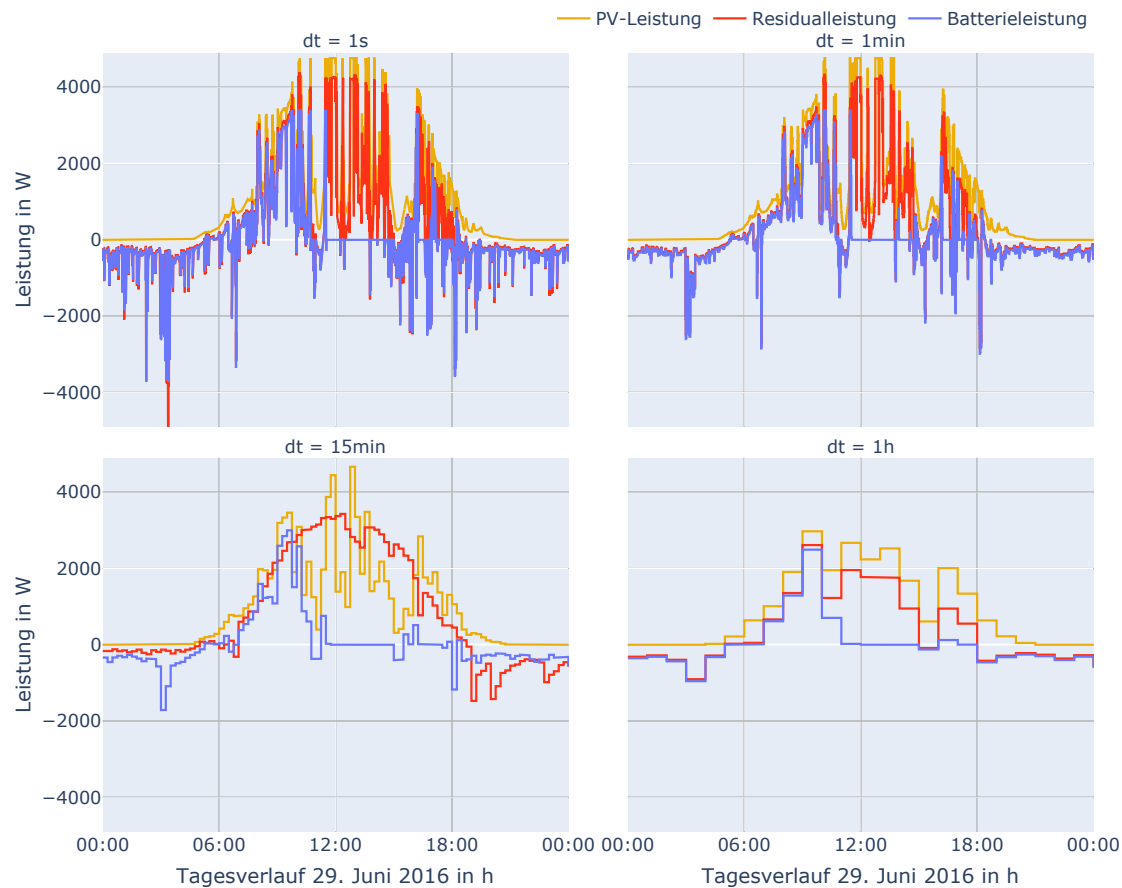 PV-Leistung Residualleistung Batterieleistung
dt = 1s dt = 1min
4000
2000
0
−2000
−4000
Leistung in W
dt = 15min dt = 1h
4000
2000
0
−2000
−4000
Leistung in W
00:00 06:00 12:00 18:00 00:00 00:00 06:00 12:00 18:00 00:00
Tagesverlauf 29. Juni 2016 in h Tagesverlauf 29. Juni 2016 in h